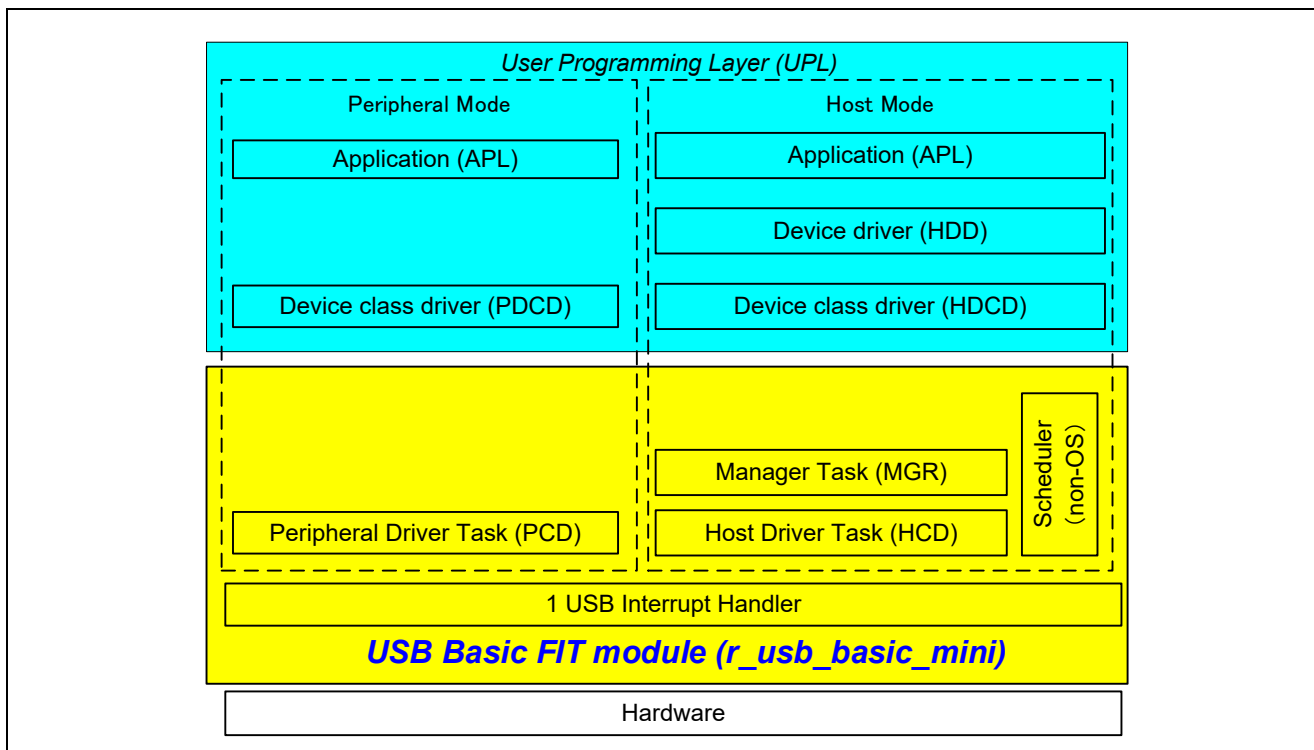 User Programming Layer (UPL)
Peripheral Mode
Host Mode
Application (APL)
Application (APL)
Device driver (HDD)
Device class driver (PDCD)
Device class driver (HDCD)
Scheduler
(non-OS)
Manager Task (MGR)
Peripheral Driver Task (PCD)
Host Driver Task (HCD)
1 USB Interrupt Handler
USB Basic FIT module (r_usb_basic_mini)
Hardware